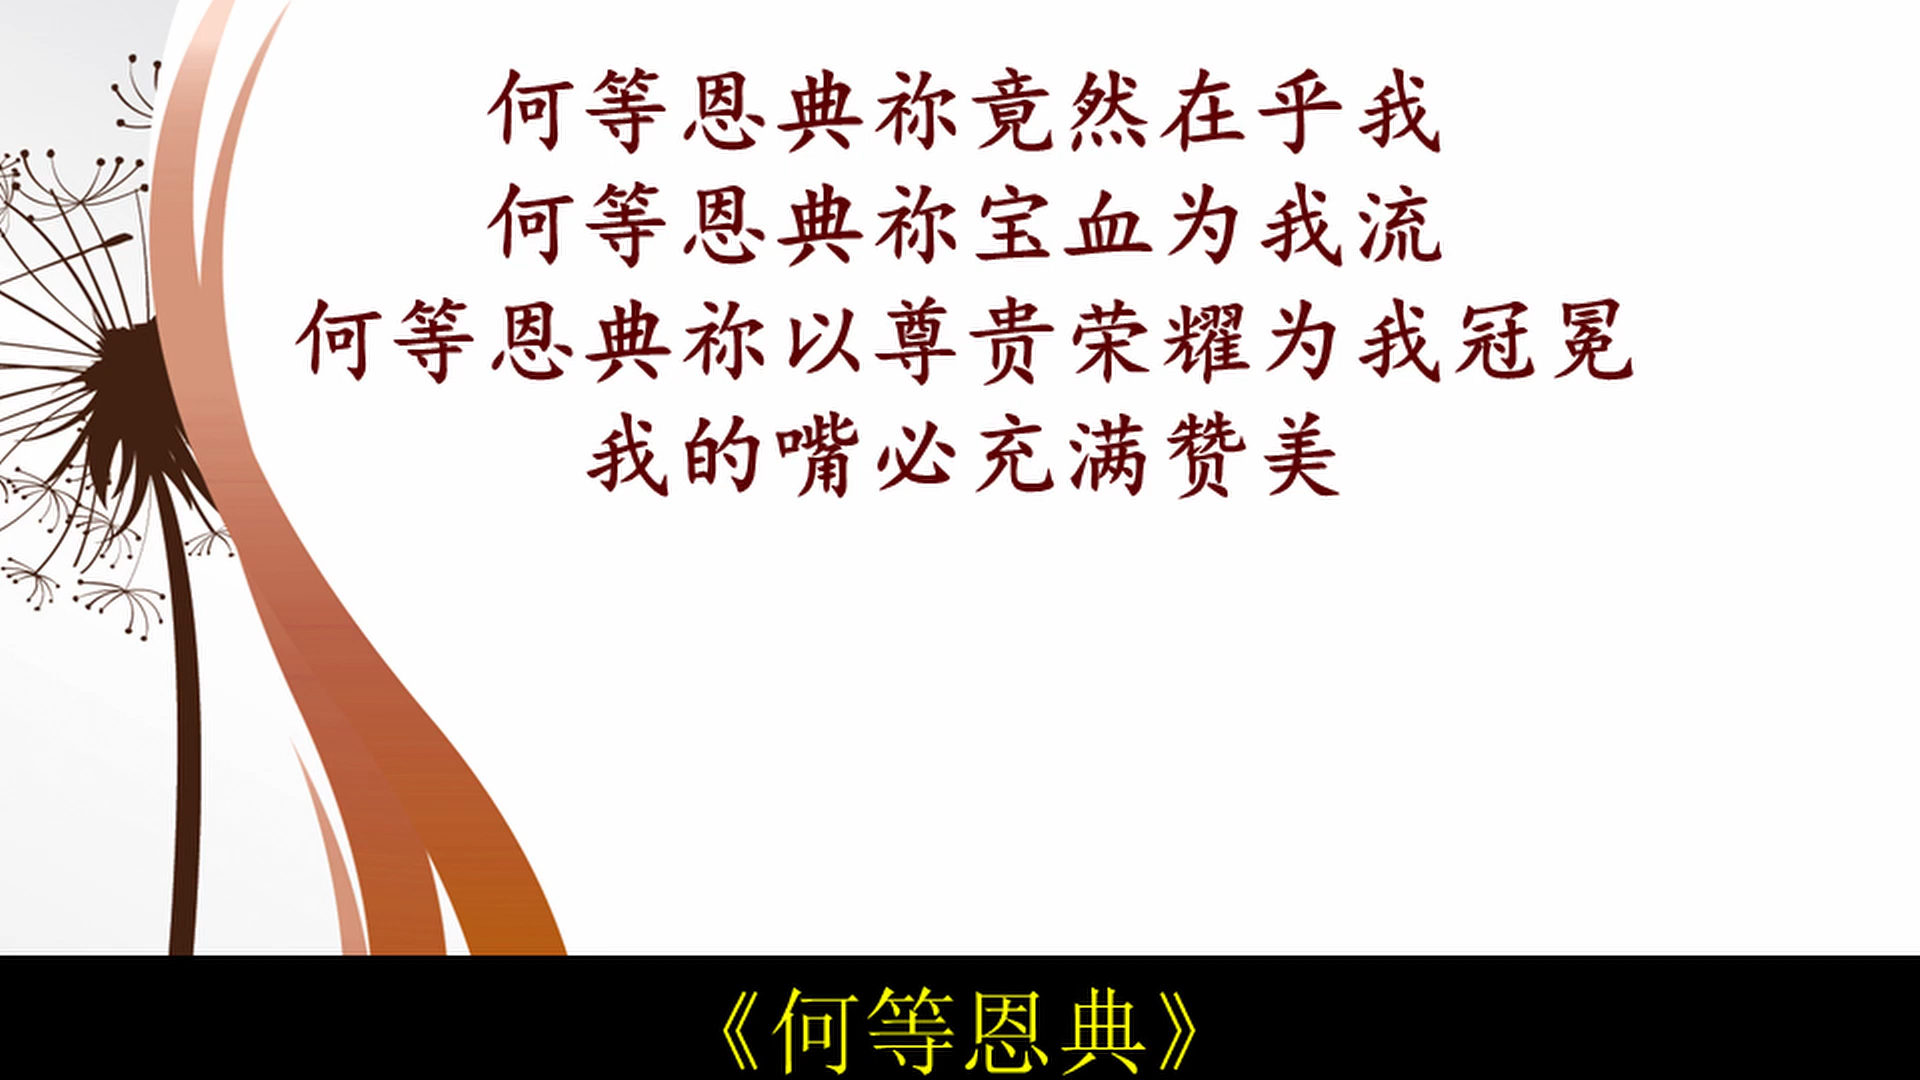 何等恩典祢竟然在乎我
何等恩典祢宝血为我流
何等恩典祢以尊贵荣耀为我冠冕
我的嘴必充满赞美
《何等恩典》